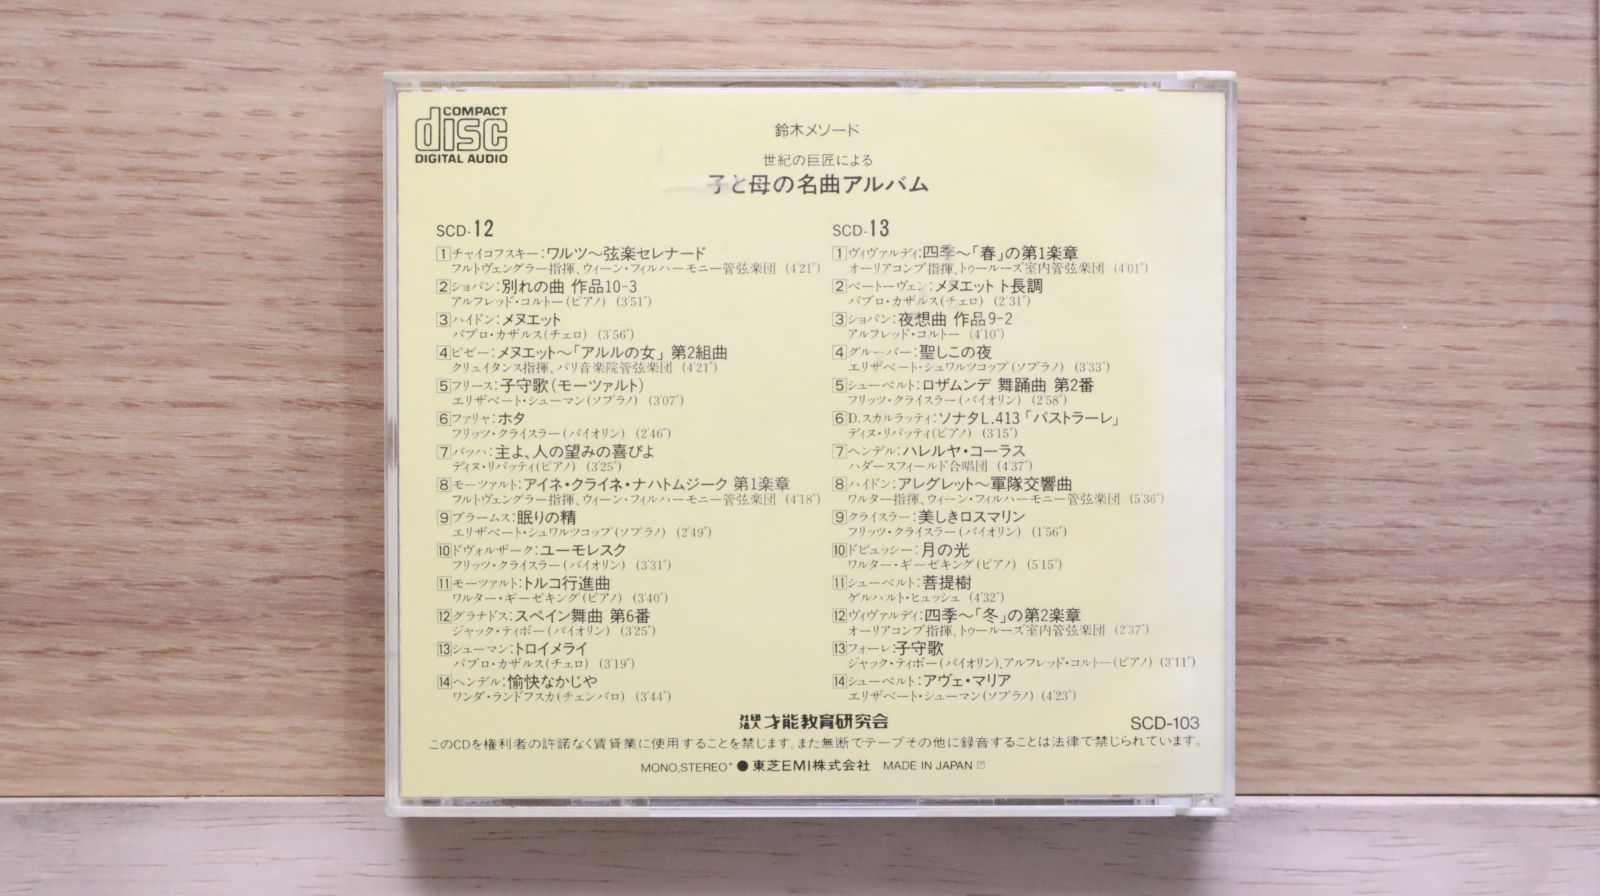 COMPACT
disc
DIGITAL AUDIO
鈴木メソード
世紀の巨匠による
子と母の名曲アルバム
SCD-12
1 チャイコフスキー:ワルツ〜弦楽セレナード
フルトヴェングラー指揮、ウィーン・フィルハーモニー管弦楽団 (4'21")
2 ショパン:別れの曲 作品10-3
アルフレッド・コルトー(ピアノ) (3'51")
3 ハイドン:メヌエット
パブロ・カザルス(チェロ) (3'56")
4 ビゼー:メヌエット〜「アルルの女」第2組曲
クリュイタンス指揮、パリ音楽院管弦楽団 (4'21")
5 フリース:子守歌(モーツァルト)
エリザベート・シューマン(ソプラノ) (3'07")
6 ファリャ:ホタ
フリッツ・クライスラー(バイオリン) (2'46")
7 バッハ:主よ、人の望みの喜びよ
ディヌ・リパッティ(ピアノ) (3'25")
8 モーツァルト:アイネ・クライネ・ナハトムジーク 第1楽章
フルトヴェングラー指揮、ウィーン・フィルハーモニー管弦楽団 (4'18")
9 ブラームス:眠りの精
エリザベート・シュワルツコップ(ソプラノ) (2'49")
10 ドヴォルザーク:ユーモレスク
フリッツ・クライスラー(バイオリン) (3'31")
11 モーツァルト:トルコ行進曲
ワルター・ギーゼキング(ピアノ) (3'40")
12 グラナドス:スペイン舞曲 第6番
ジャック・ティボー(バイオリン) (3'25")
13 シューマン:トロイメライ
パブロ・カザルス(チェロ) (3'19")
14 ヘンデル:愉快なかじや
ワンダ・ランドフスカ(チェンバロ) (3'44")
SCD-13
1 ヴィヴァルディ:四季〜「春」の第1楽章
オーリアコンブ指揮、トゥールーズ室内管弦楽団 (4'01")
2 ベートーヴェン:メヌエット ト長調
パブロ・カザルス(チェロ) (2'31")
3 ショパン:夜想曲 作品9-2
アルフレッド・コルトー (4'10")
4 グルーバー:聖しこの夜
エリザベート・シュワルツコップ(ソプラノ) (3'33")
5 シューベルト:ロザムンデ 舞踊曲 第2番
フリッツ・クライスラー(バイオリン) (2'58")
6 D.スカルラッティ:ソナタL.413「パストラーレ」
ディヌ・リパッティ(ピアノ) (3'15")
7 ヘンデル:ハレルヤ・コーラス
ハダースフィールド合唱団 (4'37")
8 ハイドン:アレグレット〜軍隊交響曲
ワルター指揮、ウィーン・フィルハーモニー管弦楽団 (5'36")
9 クライスラー:美しきロスマリン
フリッツ・クライスラー(バイオリン) (1'56")
10 ドビュッシー:月の光
ワルター・ギーゼキング(ピアノ) (5'15")
11 シューベルト:菩提樹
ゲルハルト・ヒュッシュ (4'32")
12 ヴィヴァルディ:四季〜「冬」の第2楽章
オーリアコンブ指揮、トゥールーズ室内管弦楽団 (2'37")
13 フォーレ:子守歌
ジャック・ティボー(バイオリン)、アルフレッド・コルトー(ピアノ) (3'11")
14 シューベルト:アヴェ・マリア
エリザベート・シューマン(ソプラノ) (4'23")
社団法人 才能教育研究会
SCD-103
このCDを権利者の許諾なく賃貸業に使用することを禁じます。また無断でテープその他に録音することは法律で禁じられています。
MONO,STEREO* ● 東芝EMI株式会社 MADE IN JAPAN Ⓟ